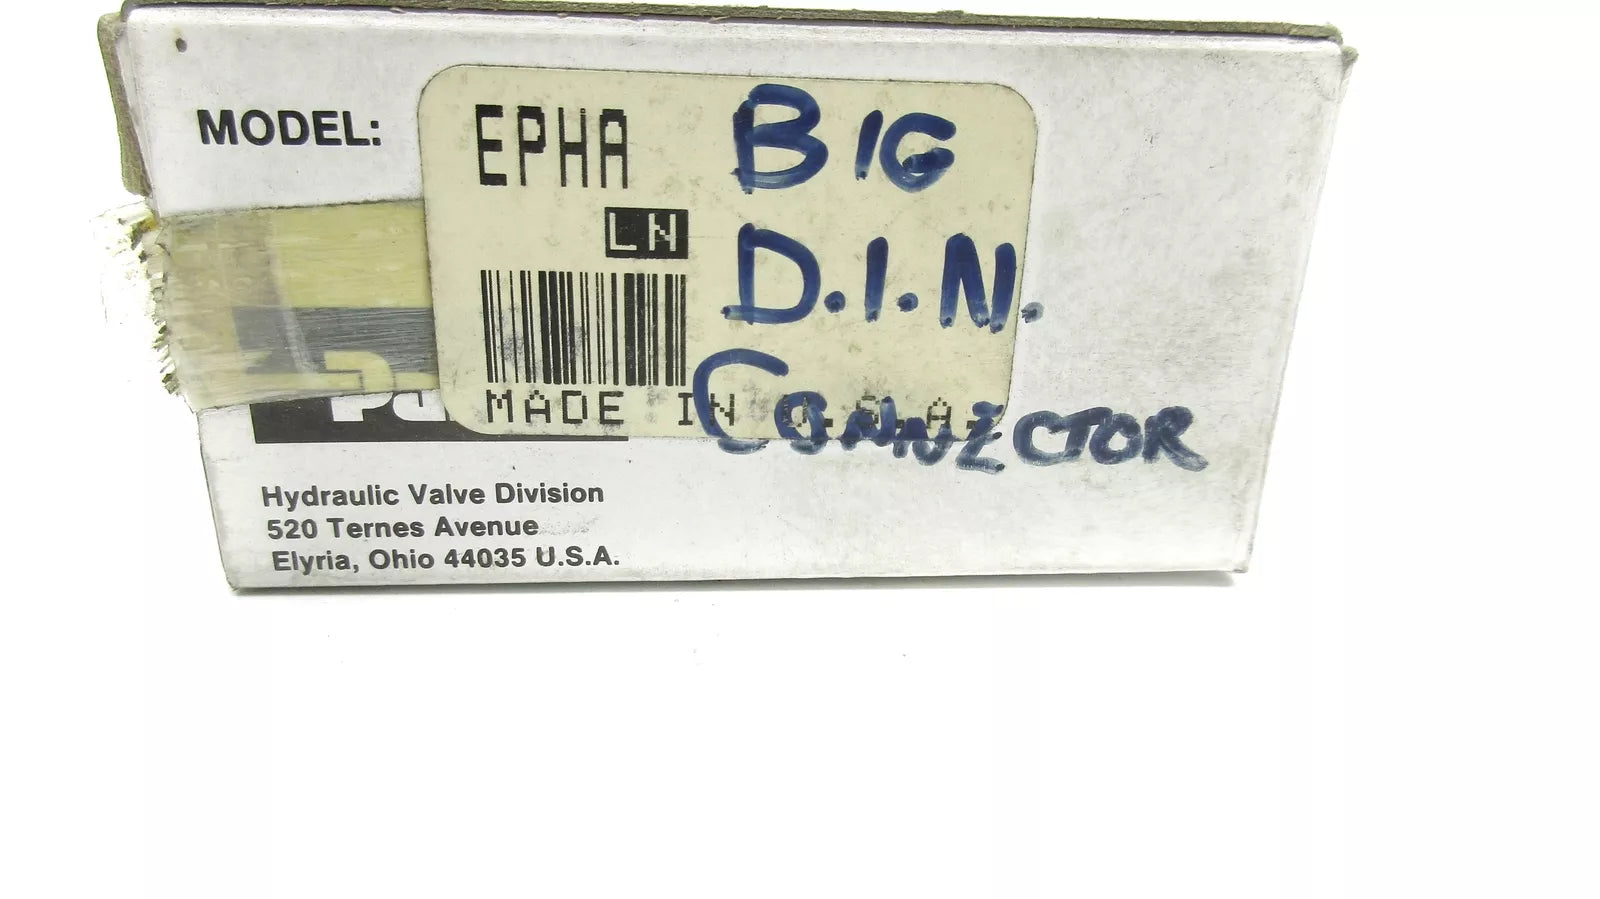 MODEL:
EPHA
LN
BIG
D.I.N.
CONNECTOR
MADE IN U.S.A.
Hydraulic Valve Division
520 Ternes Avenue
Elyria, Ohio 44035 U.S.A.